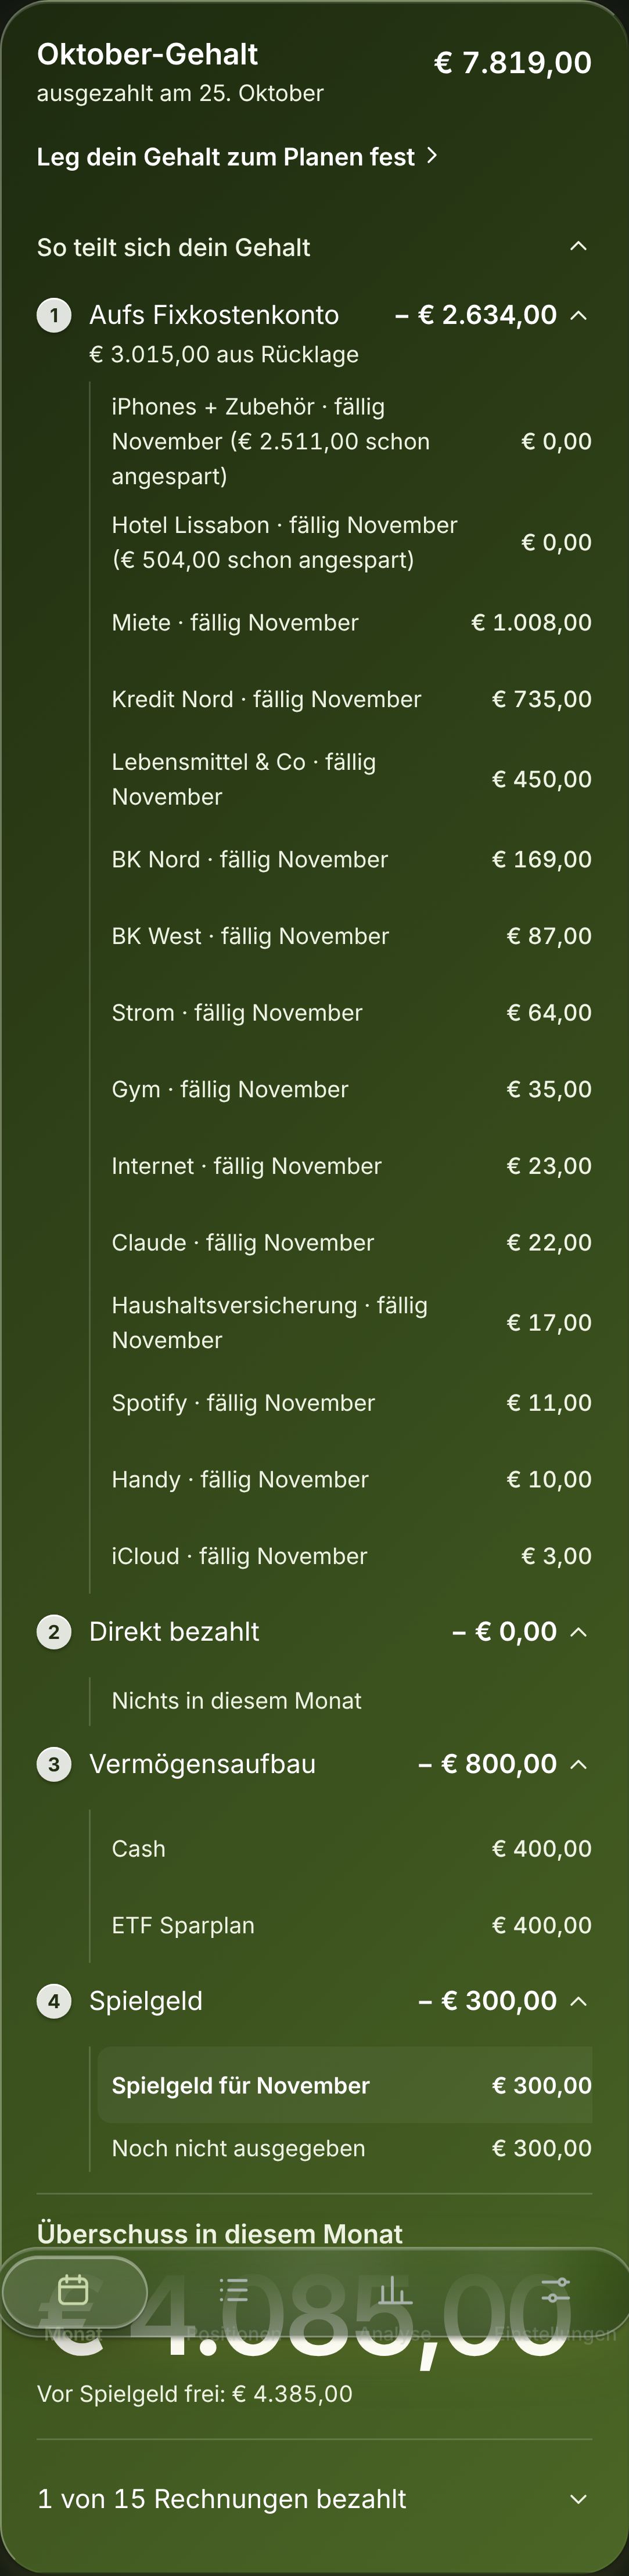 Oktober-Gehalt
€ 7.819,00
ausgezahlt am 25. Oktober
Leg dein Gehalt zum Planen fest
So teilt sich dein Gehalt
1 Aufs Fixkostenkonto – € 2.634,00
€ 3.015,00 aus Rücklage
iPhones + Zubehör · fällig
November (€ 2.511,00 schon
angespart)
€ 0,00
Hotel Lissabon · fällig November
(€ 504,00 schon angespart)
€ 0,00
Miete · fällig November € 1.008,00
Kredit Nord · fällig November € 735,00
Lebensmittel & Co · fällig
November
€ 450,00
BK Nord · fällig November € 169,00
BK West · fällig November € 87,00
Strom · fällig November € 64,00
Gym · fällig November € 35,00
Internet · fällig November € 23,00
Claude · fällig November € 22,00
Haushaltsversicherung · fällig
November
€ 17,00
Spotify · fällig November € 11,00
Handy · fällig November € 10,00
iCloud · fällig November € 3,00
2 Direkt bezahlt – € 0,00
Nichts in diesem Monat
3 Vermögensaufbau – € 800,00
Cash € 400,00
ETF Sparplan € 400,00
4 Spielgeld – € 300,00
Spielgeld für November € 300,00
Noch nicht ausgegeben € 300,00
Überschuss in diesem Monat
€ 4.085,00
Monat Positionen Analyse Einstellungen
Vor Spielgeld frei: € 4.385,00
1 von 15 Rechnungen bezahlt